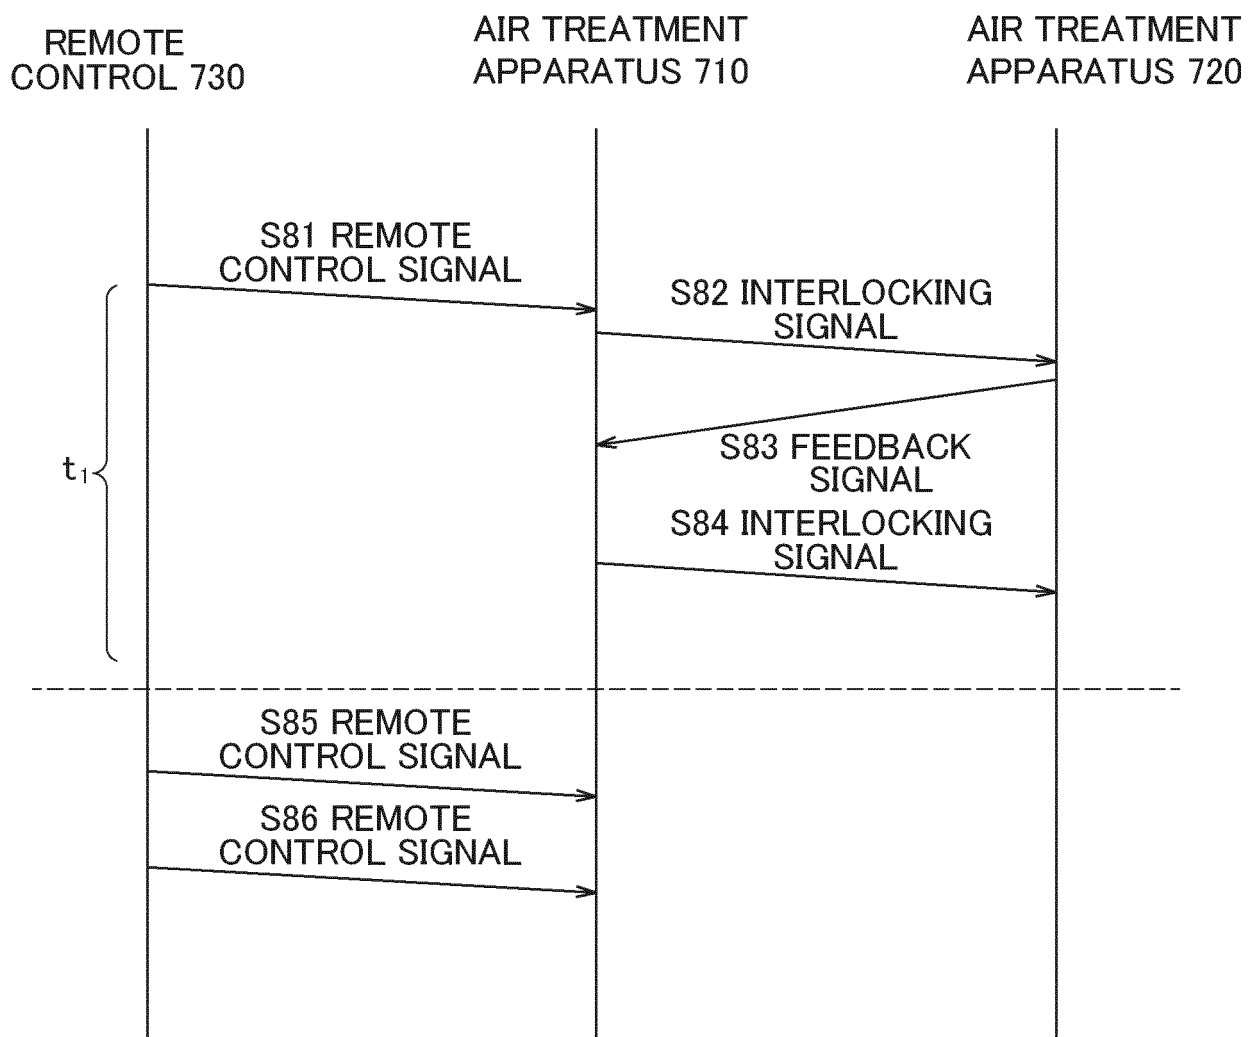 REMOTE
CONTROL 730
AIR TREATMENT
APPARATUS 710
AIR TREATMENT
APPARATUS 720
S81 REMOTE
CONTROL SIGNAL
S82 INTERLOCKING
SIGNAL
S83 FEEDBACK
SIGNAL
t₁
S84 INTERLOCKING
SIGNAL
S85 REMOTE
CONTROL SIGNAL
S86 REMOTE
CONTROL SIGNAL